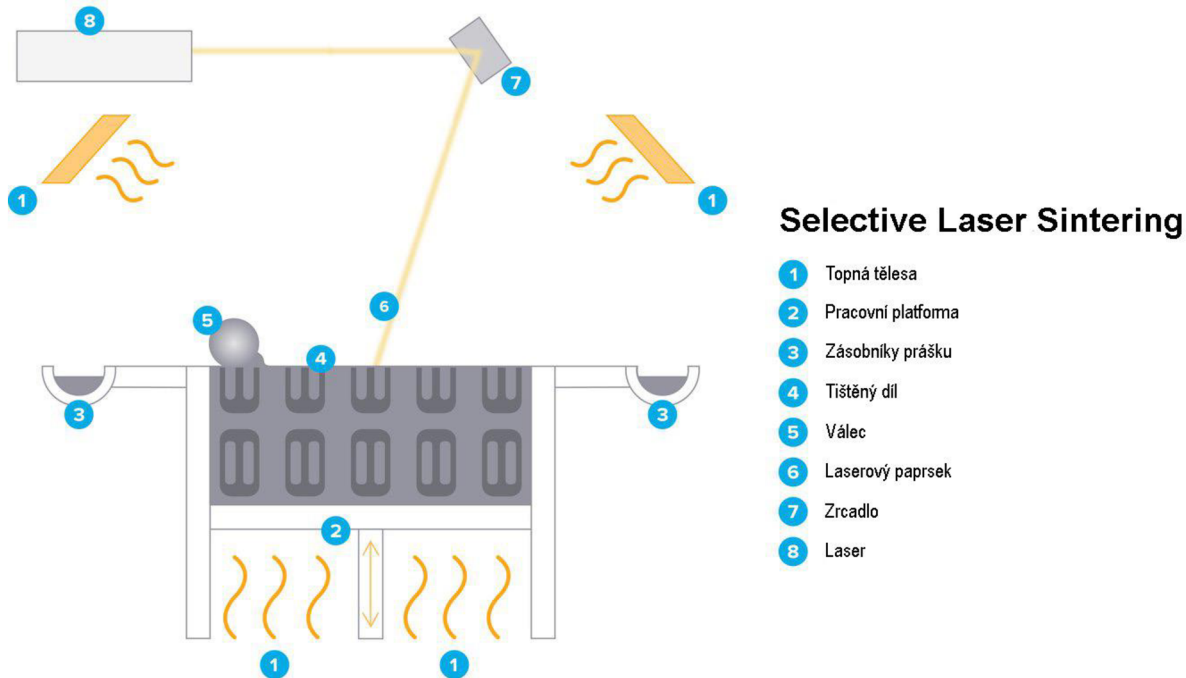 8
7
1
1
Selective Laser Sintering
1 Topná tělesa
2 Pracovní platforma
3 Zásobníky prášku
4 Tištěný díl
5 Válec
6 Laserový paprsek
7 Zrcadlo
8 Laser
6
5
4
3
3
2
1
1